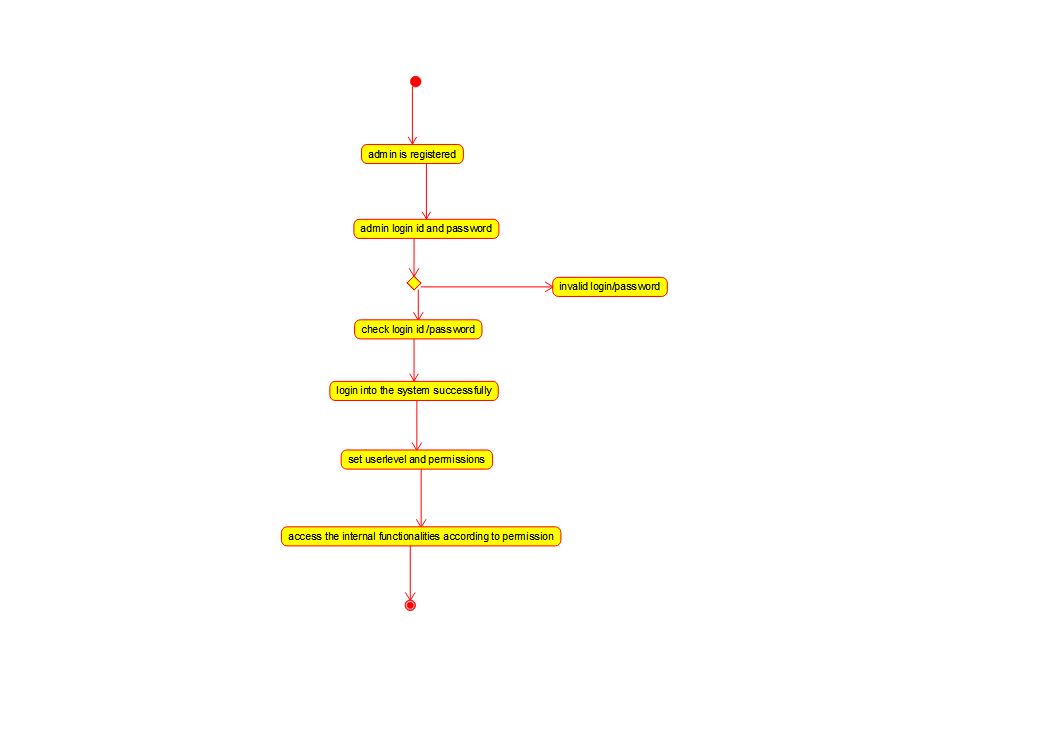 admin is registered
admin login id and password
invalid login/password
check login id /password
login into the system successfully
set userlevel and permissions
access the internal functionalities according to permission